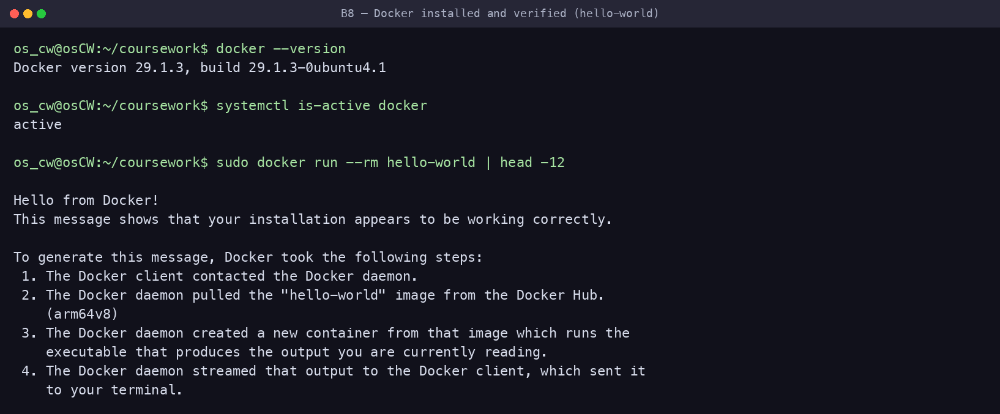 B8 — Docker installed and verified (hello-world)
os_cw@osCW:~/coursework$ docker --version
Docker version 29.1.3, build 29.1.3-0ubuntu4.1
os_cw@osCW:~/coursework$ systemctl is-active docker
active
os_cw@osCW:~/coursework$ sudo docker run --rm hello-world | head -12
Hello from Docker!
This message shows that your installation appears to be working correctly.
To generate this message, Docker took the following steps:
 1. The Docker client contacted the Docker daemon.
 2. The Docker daemon pulled the "hello-world" image from the Docker Hub.
    (arm64v8)
 3. The Docker daemon created a new container from that image which runs the
    executable that produces the output you are currently reading.
 4. The Docker daemon streamed that output to the Docker client, which sent it
    to your terminal.